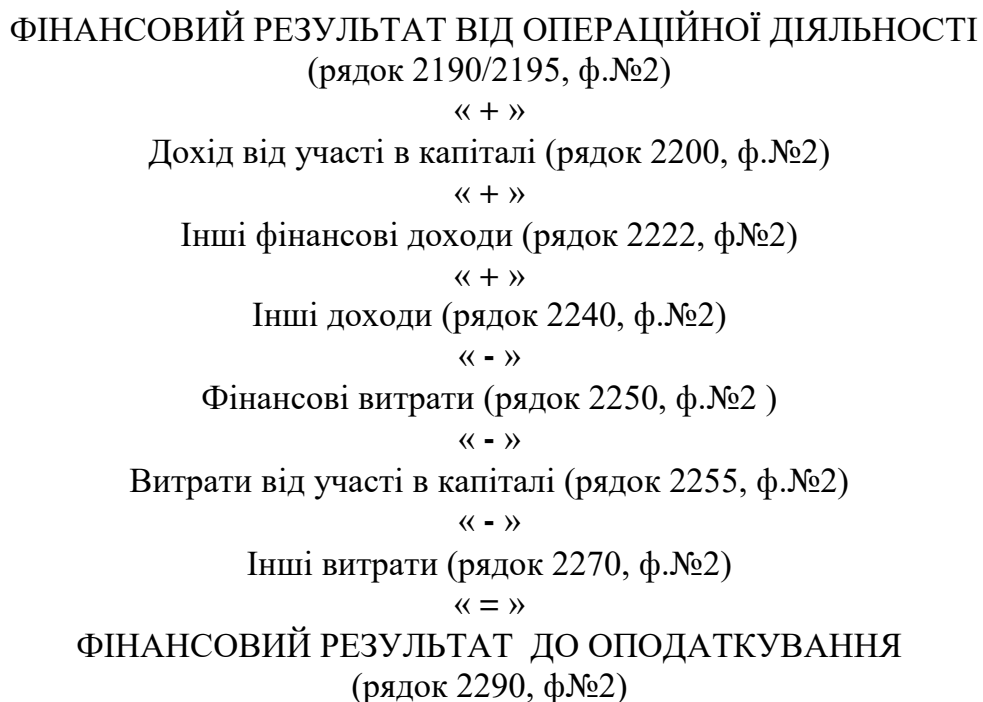 ФІНАНСОВИЙ РЕЗУЛЬТАТ ВІД ОПЕРАЦІЙНОЇ ДІЯЛЬНОСТІ
(рядок 2190/2195, ф.№2)
« + »
Дохід від участі в капіталі (рядок 2200, ф.№2)
« + »
Інші фінансові доходи (рядок 2222, ф№2)
« + »
Інші доходи (рядок 2240, ф.№2)
« - »
Фінансові витрати (рядок 2250, ф.№2 )
« - »
Витрати від участі в капіталі (рядок 2255, ф.№2)
« - »
Інші витрати (рядок 2270, ф.№2)
« = »
ФІНАНСОВИЙ РЕЗУЛЬТАТ ДО ОПОДАТКУВАННЯ
(рядок 2290, ф№2)